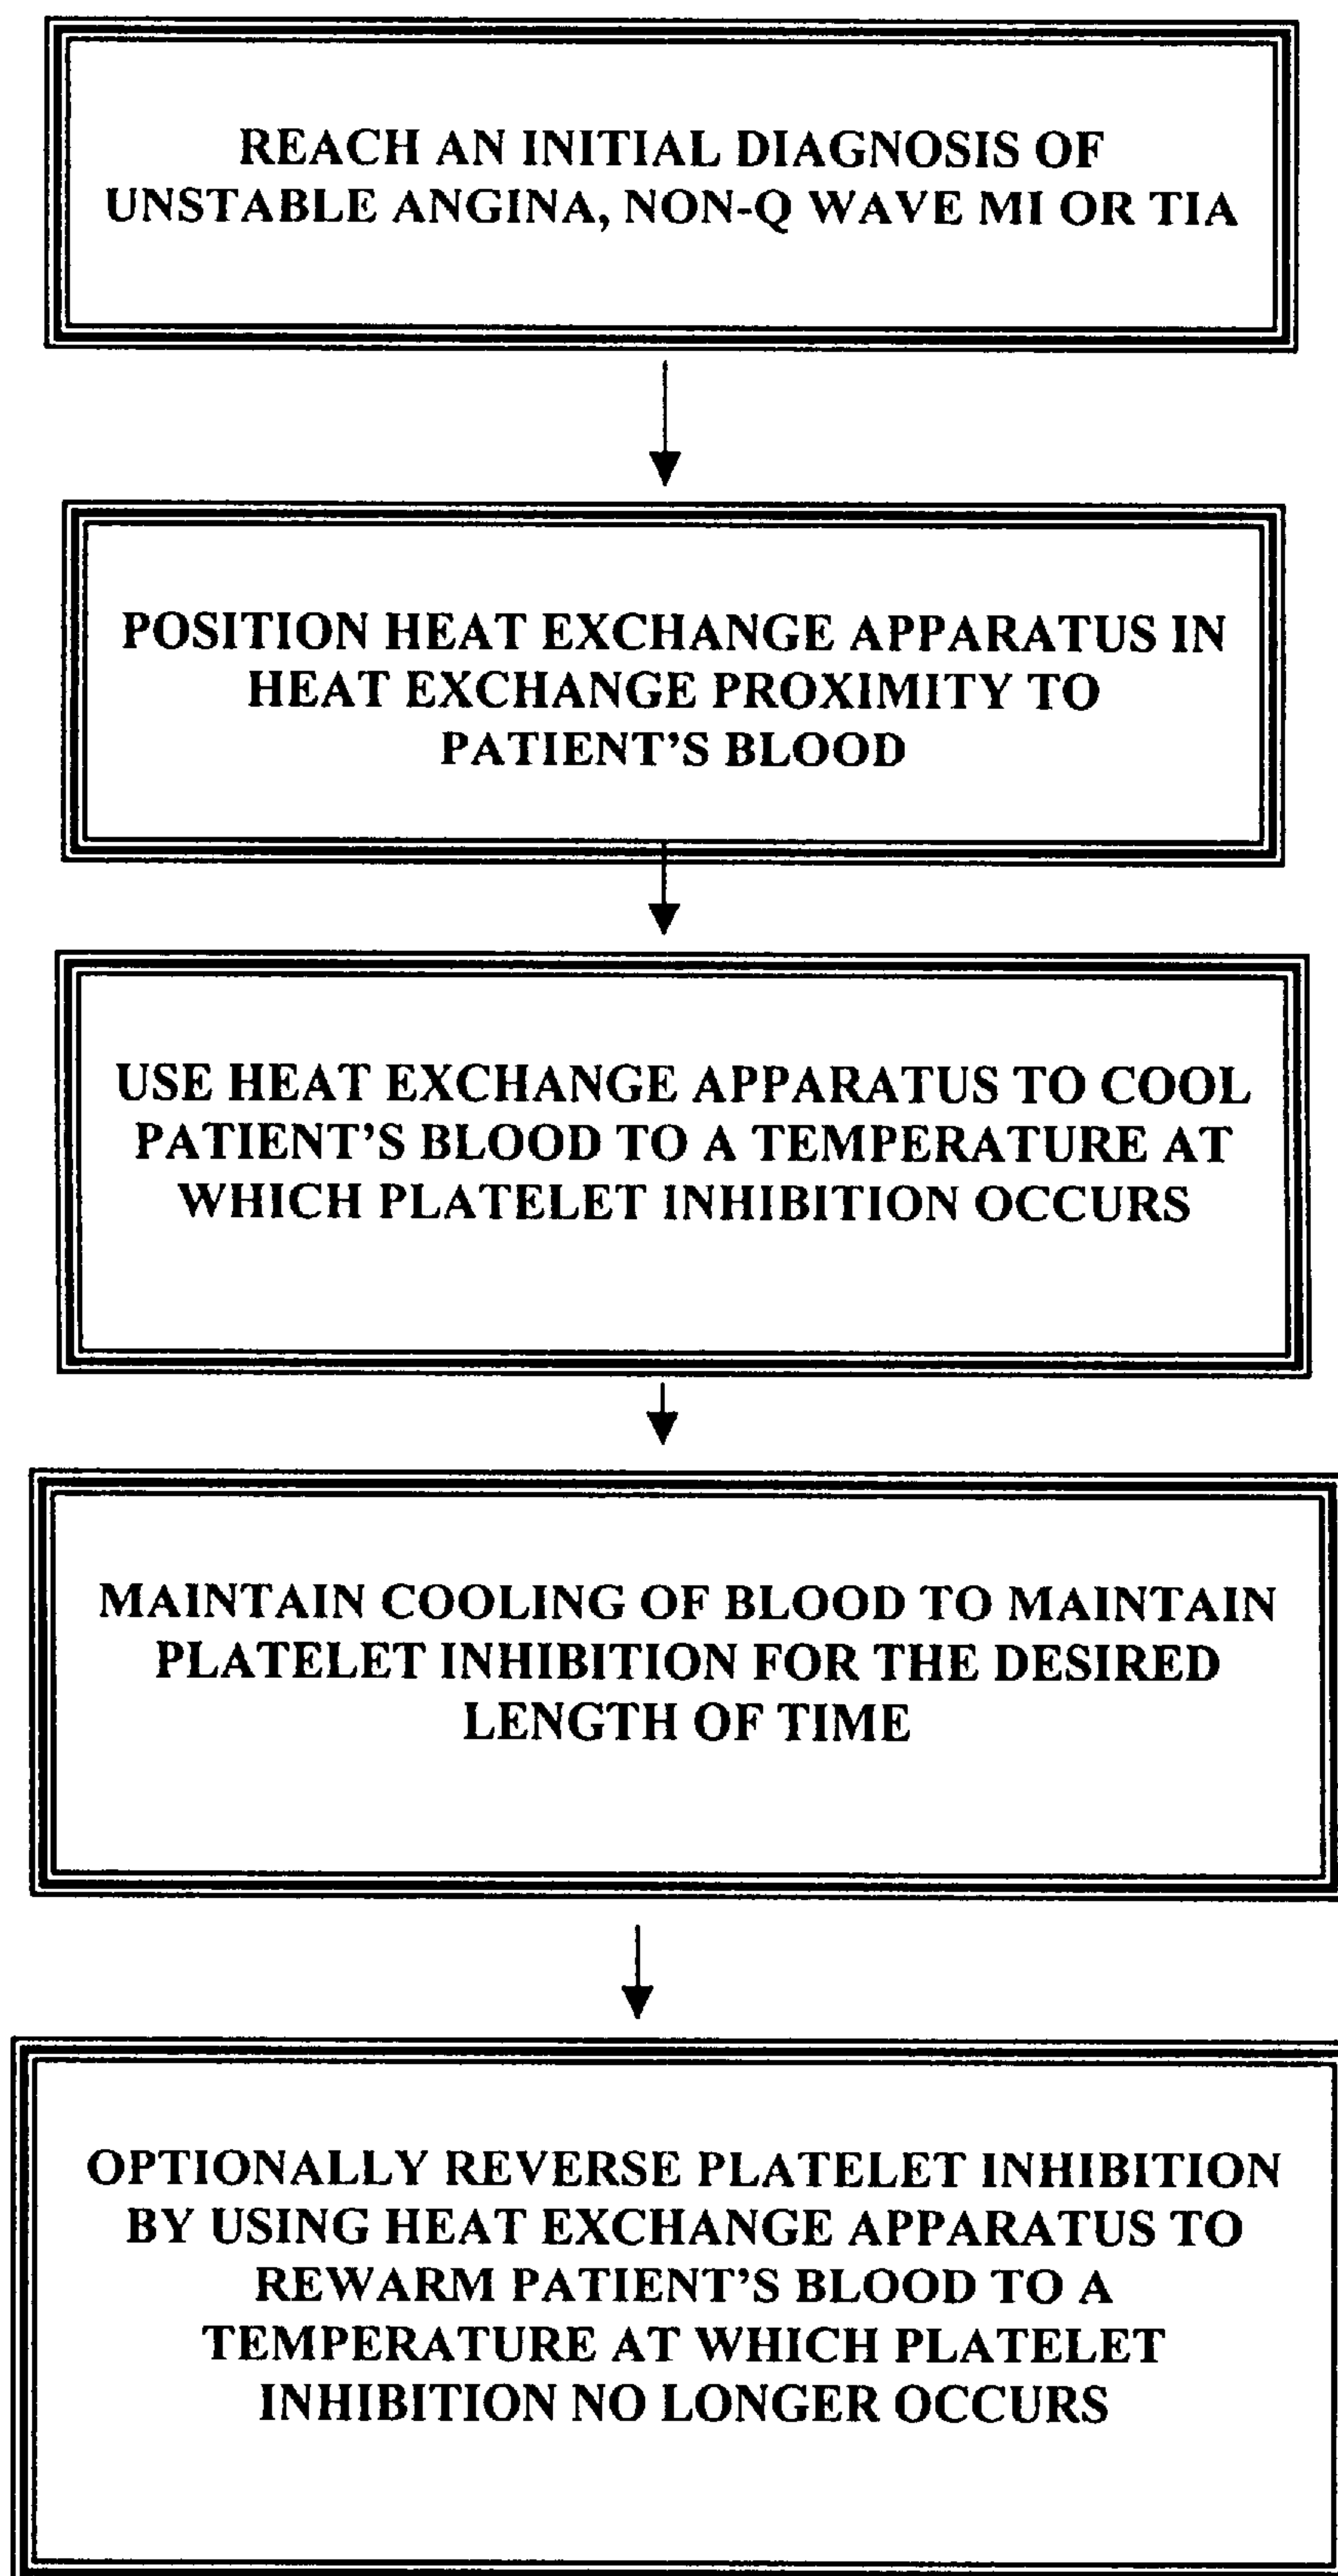 REACH AN INITIAL DIAGNOSIS OF
UNSTABLE ANGINA, NON-Q WAVE MI OR TIA
POSITION HEAT EXCHANGE APPARATUS IN
HEAT EXCHANGE PROXIMITY TO
PATIENT'S BLOOD
USE HEAT EXCHANGE APPARATUS TO COOL
PATIENT'S BLOOD TO A TEMPERATURE AT
WHICH PLATELET INHIBITION OCCURS
MAINTAIN COOLING OF BLOOD TO MAINTAIN
PLATELET INHIBITION FOR THE DESIRED
LENGTH OF TIME
OPTIONALLY REVERSE PLATELET INHIBITION
BY USING HEAT EXCHANGE APPARATUS TO
REWARM PATIENT'S BLOOD TO A
TEMPERATURE AT WHICH PLATELET
INHIBITION NO LONGER OCCURS